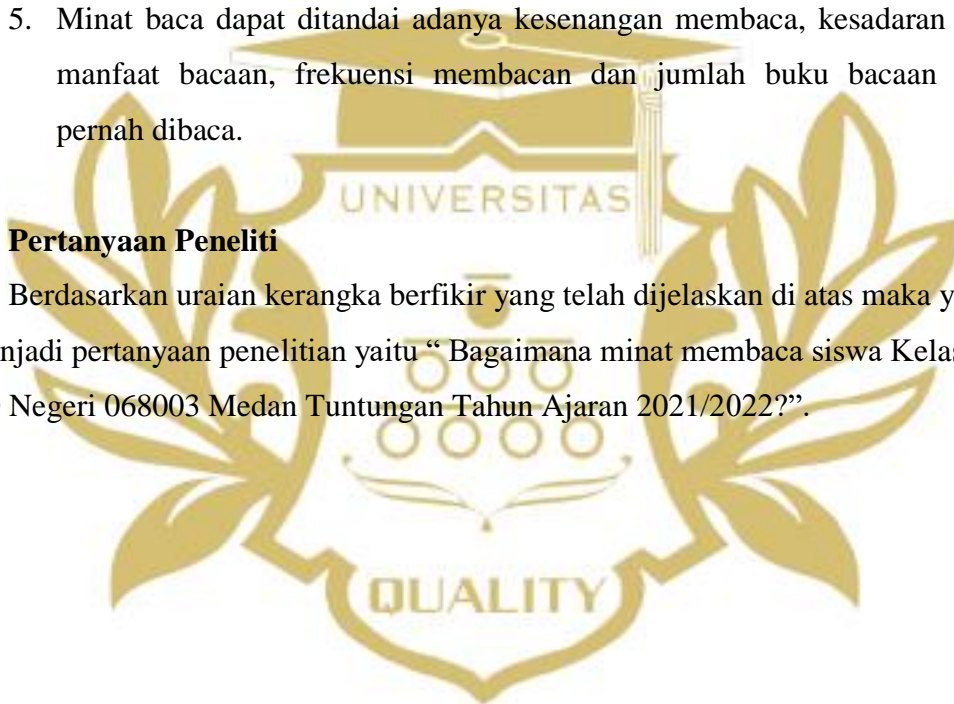 5. Minat baca dapat ditandai adanya kesenangan membaca, kesadaran
manfaat bacaan, frekuensi membacan dan jumlah buku bacaan
pernah dibaca.
UNIVERSITAS
Pertanyaan Peneliti
Berdasarkan uraian kerangka berfikir yang telah dijelaskan di atas maka y
njadi pertanyaan penelitian yaitu “ Bagaimana minat membaca siswa Kelas
Negeri 068003 Medan Tuntungan Tahun Ajaran 2021/2022?”.
QUALITY